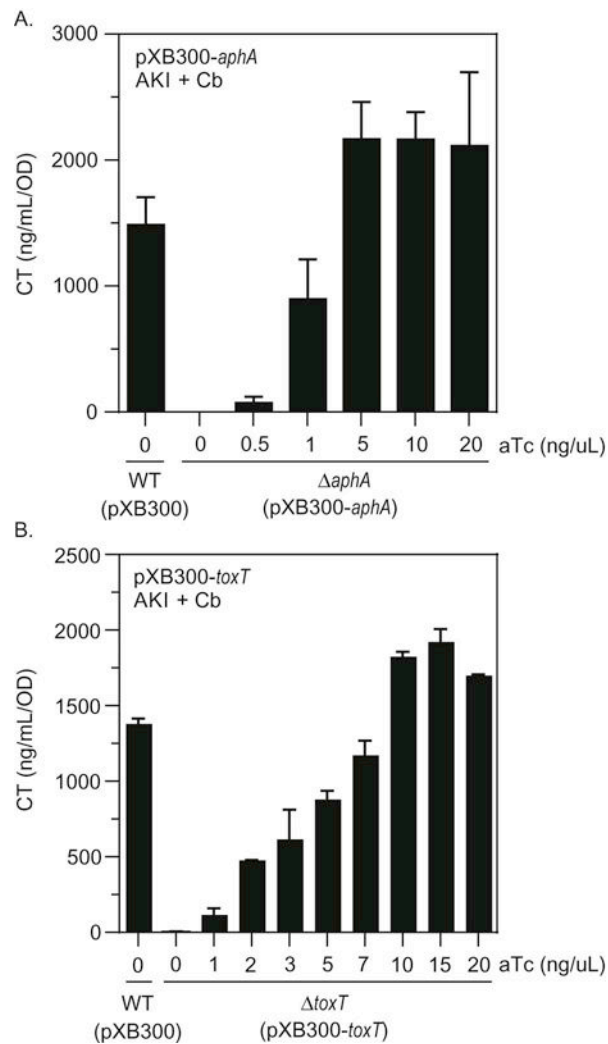 A.
3000
pXB300-aphA
AKI + Cb
2000
CT (ng/mL/OD)
1000
0
0 0 0.5 1 5 10 20 aTc (ng/uL)
WT ΔaphA
(pXB300) (pXB300-aphA)
B.
2500
pXB300-toxT
AKI + Cb
2000
1500
CT (ng/mL/OD)
1000
500
0
0 0 1 2 3 5 7 10 15 20 aTc (ng/uL)
WT ΔtoxT
(pXB300) (pXB300-toxT)